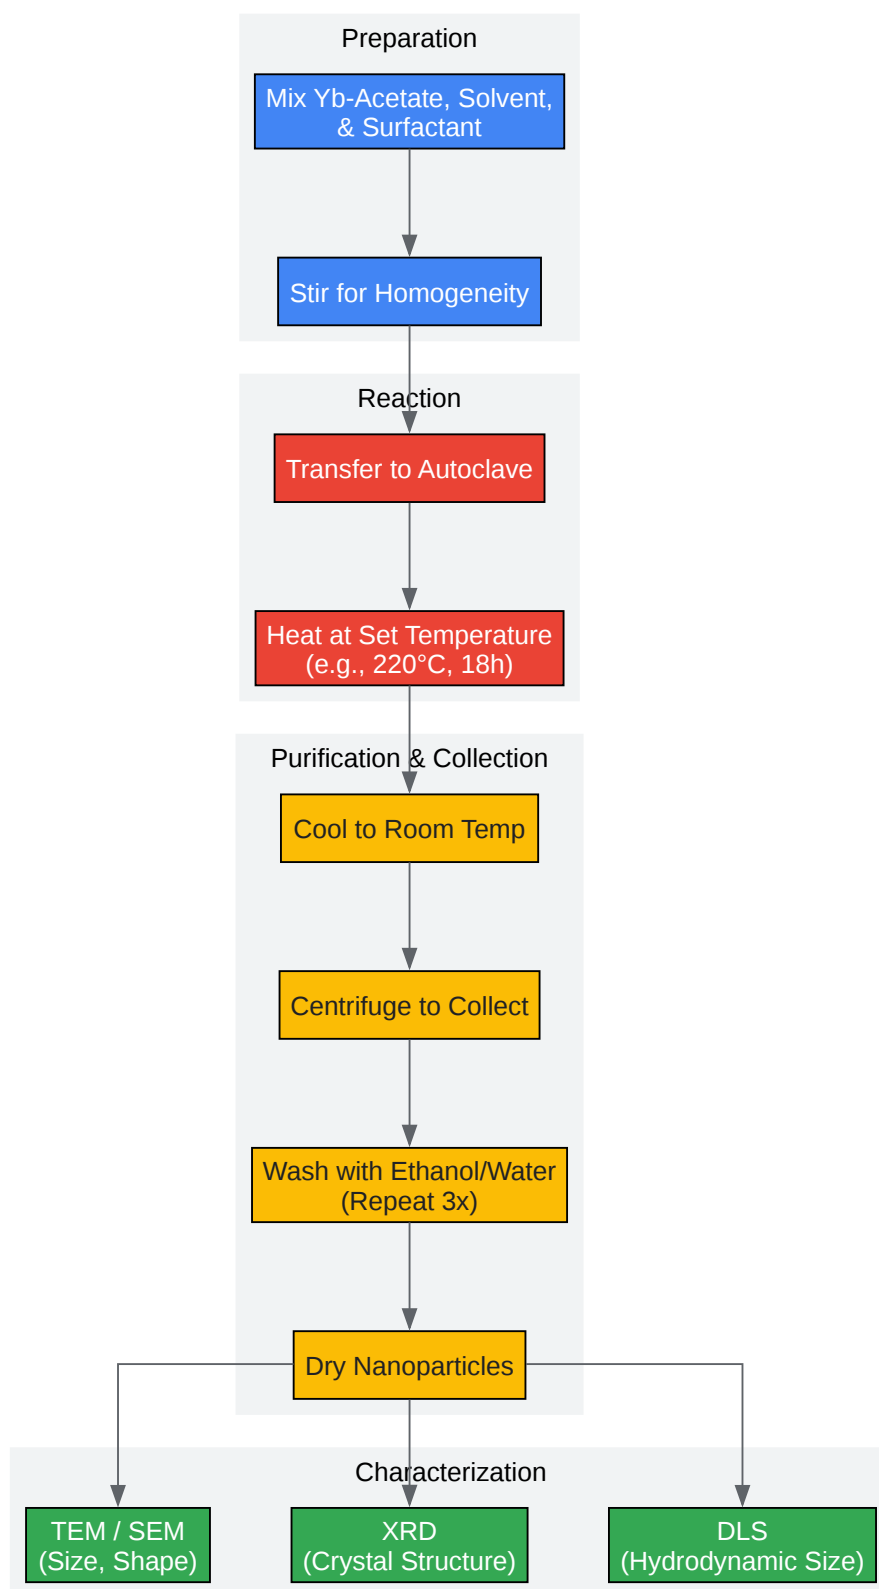 Preparation
Mix Yb-Acetate, Solvent,
& Surfactant
Stir for Homogeneity
Reaction
Transfer to Autoclave
Heat at Set Temperature
(e.g., 220°C, 18h)
Purification & Collection
Cool to Room Temp
Centrifuge to Collect
Wash with Ethanol/Water
(Repeat 3x)
Dry Nanoparticles
Characterization
TEM / SEM
(Size, Shape)
XRD
(Crystal Structure)
DLS
(Hydrodynamic Size)